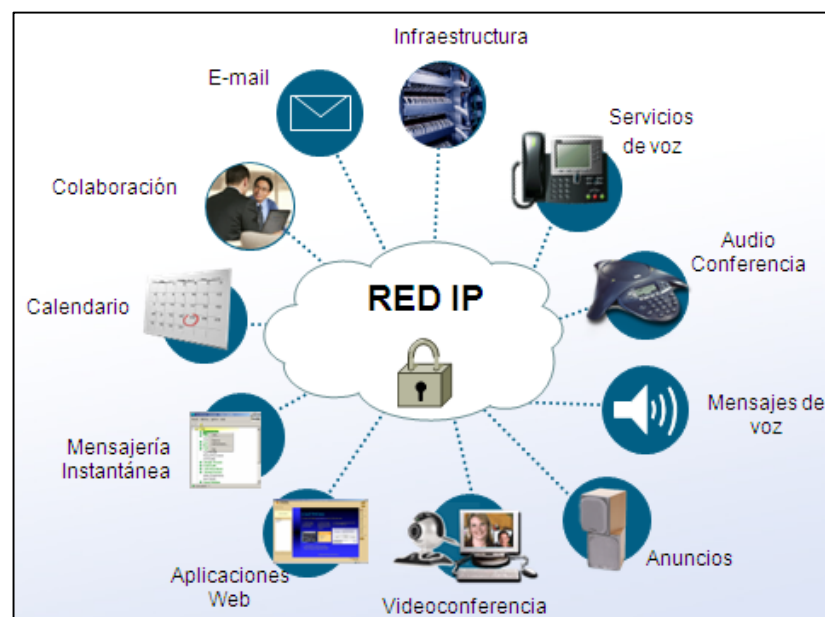 Infraestructura
E-mail
Servicios
de voz
Colaboración
Audio
Conferencia
Calendario
RED IP
Mensajes de
voz
Mensajería
Instantánea
Anuncios
Aplicaciones
Web
Videoconferencia